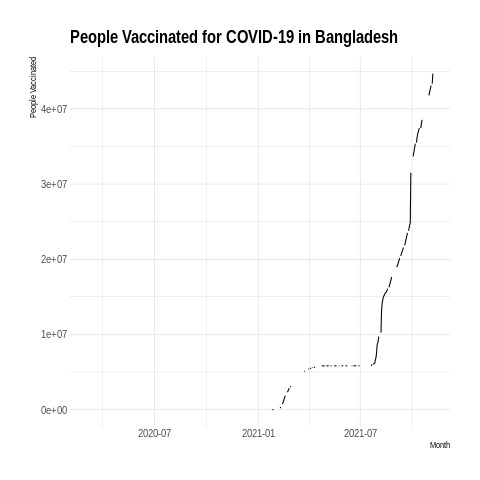 People Vaccinated for COVID-19 in Bangladesh
People Vaccinated
4e+07
3e+07
2e+07
1e+07
0e+00
2020-07 2021-01 2021-07
Month